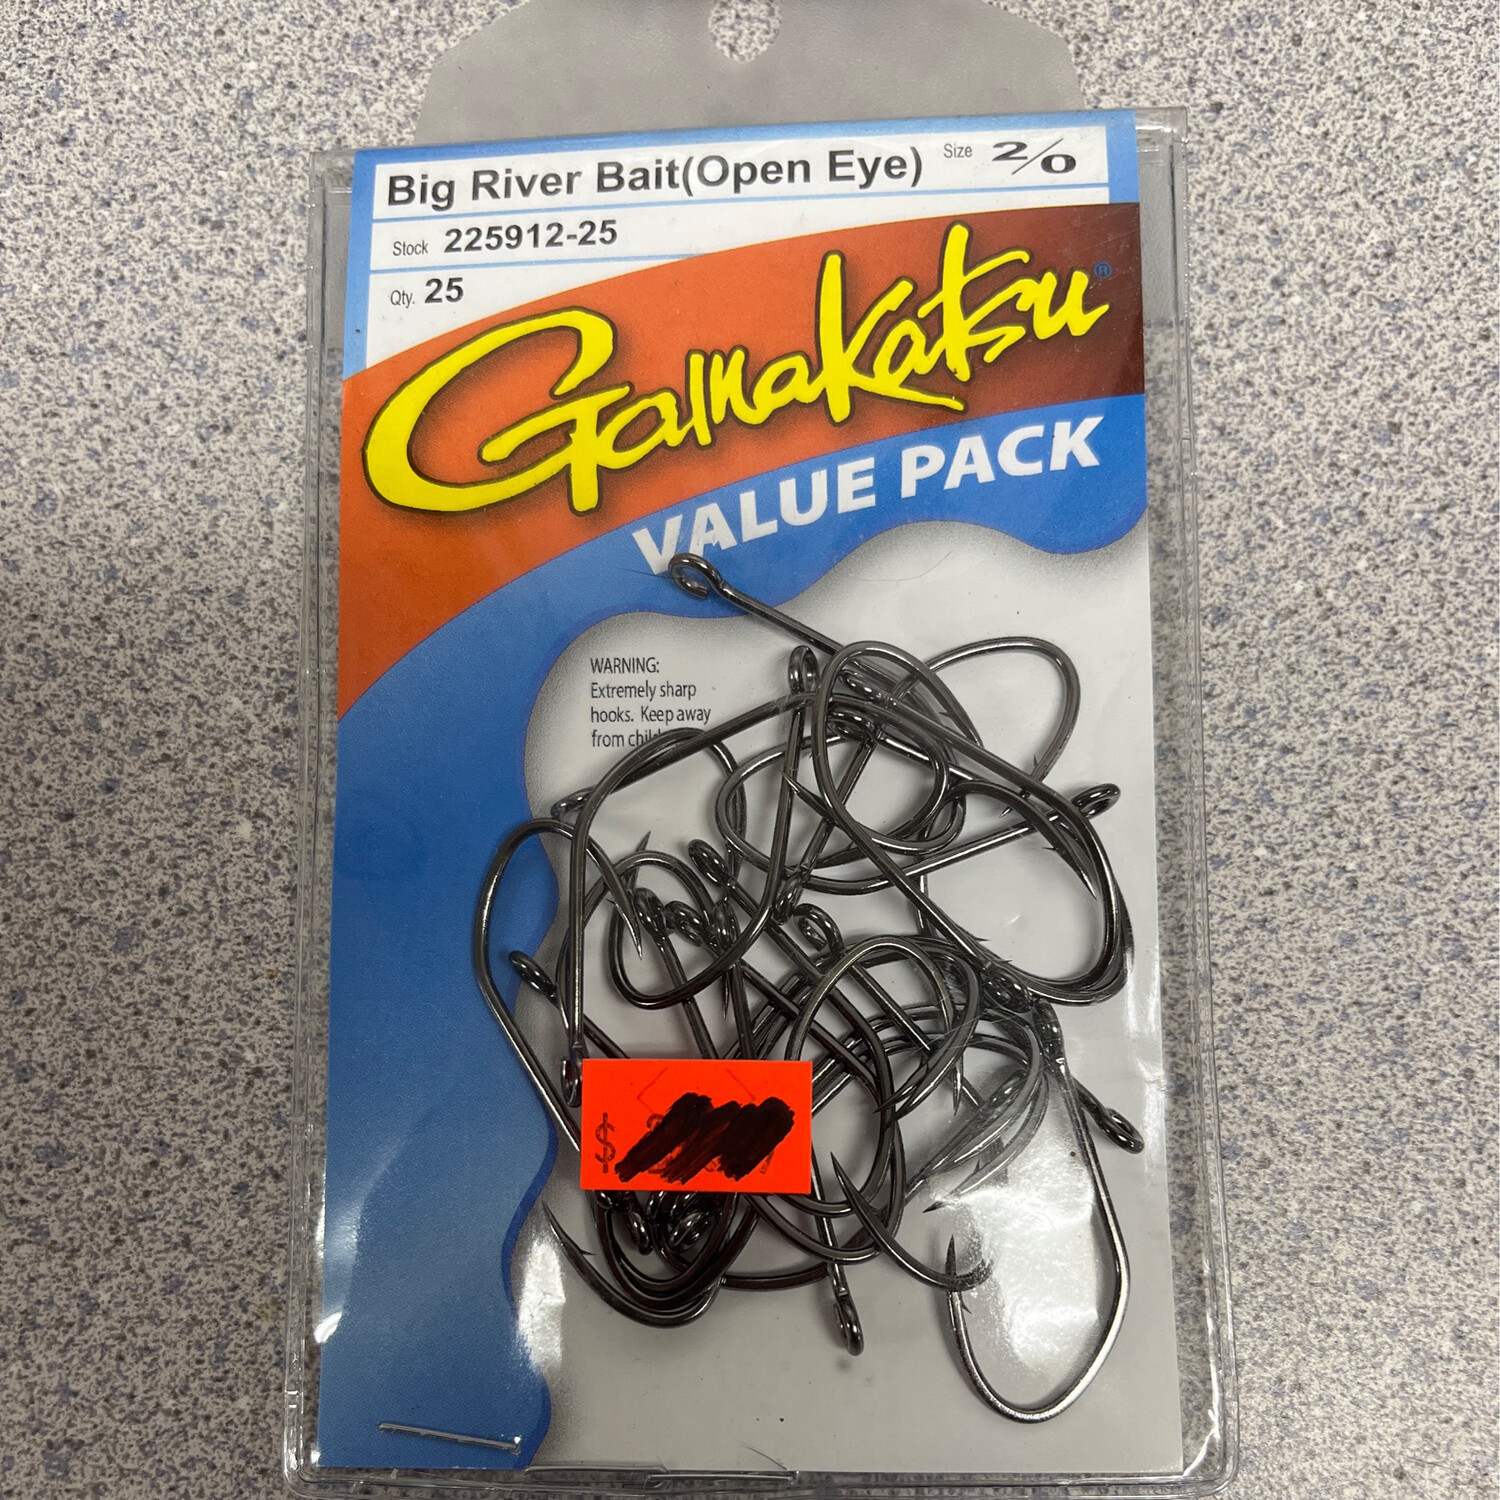 Big River Bait(Open Eye) Size 2/0
Stock 225912-25
Qty. 25
Gamakatsu®
VALUE PACK
WARNING:
Extremely sharp
hooks. Keep away
from
$